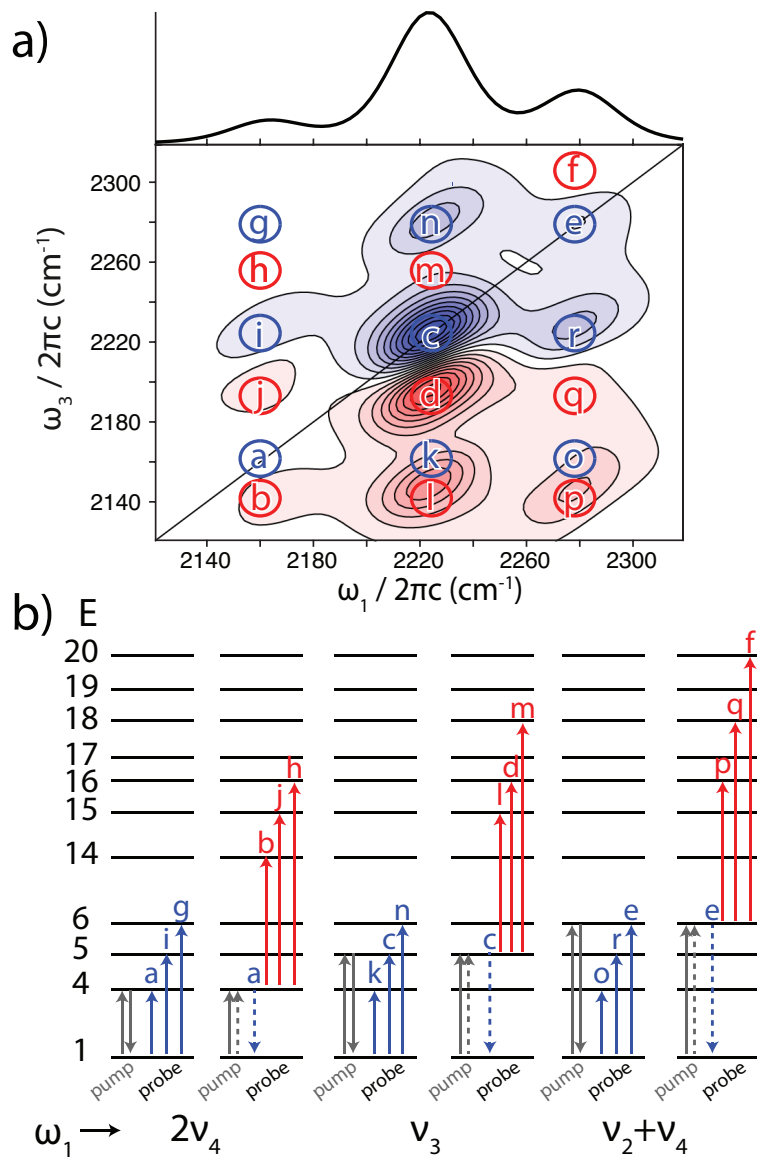 a)
f
2300
g n e
h m
2260
i c r
2220
j d q
2180
a k o
b l p
2140
ω₃ / 2πc (cm⁻¹)
2140 2180 2220 2260 2300
ω₁ / 2πc (cm⁻¹)
b) E
20 f
19
18 m q
17 h d p
16
15 j l
14 b
6 g n e e
5 i c c r
4 a a k o
1
pump probe pump probe pump probe pump probe pump probe pump probe
ω₁ → 2ν₄ ν₃ ν₂+ν₄